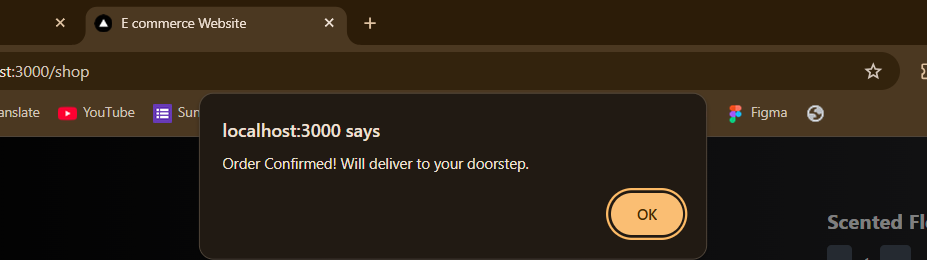 E commerce Website
st:3000/shop
anslate
YouTube
Sun
Figma
localhost:3000 says
Order Confirmed! Will deliver to your doorstep.
OK
Scented Fl